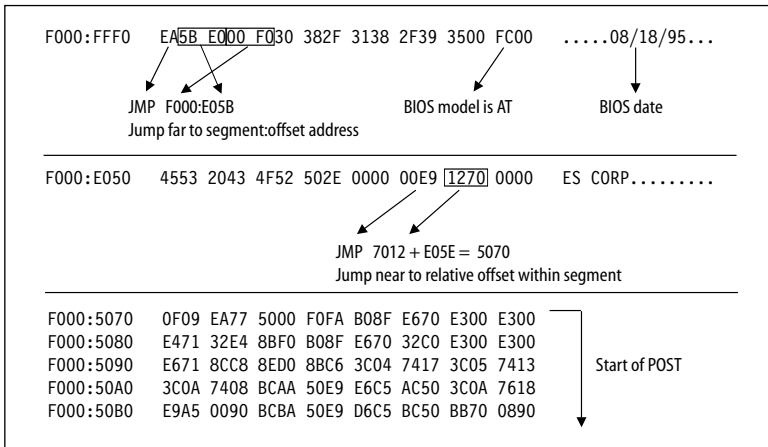 F000:FFF0 EA5B E000 F030 382F 3138 2F39 3500 FC00 .....08/18/95...
JMP F000:E05B
Jump far to segment:offset address
BIOS model is AT
BIOS date
F000:E050 4553 2043 4F52 502E 0000 00E9 1270 0000 ES CORP.........
JMP 7012 + E05E = 5070
Jump near to relative offset within segment
F000:5070 0F09 EA77 5000 F0FA B08F E670 E300 E300
F000:5080 E471 32E4 8BF0 B08F E670 32C0 E300 E300
F000:5090 E671 8CC8 8ED0 8BC6 3C04 7417 3C05 7413
F000:50A0 3C0A 7408 BCAA 50E9 E6C5 AC50 3C0A 7618
F000:50B0 E9A5 0090 BCBA 50E9 D6C5 BC50 BB70 0890
Start of POST